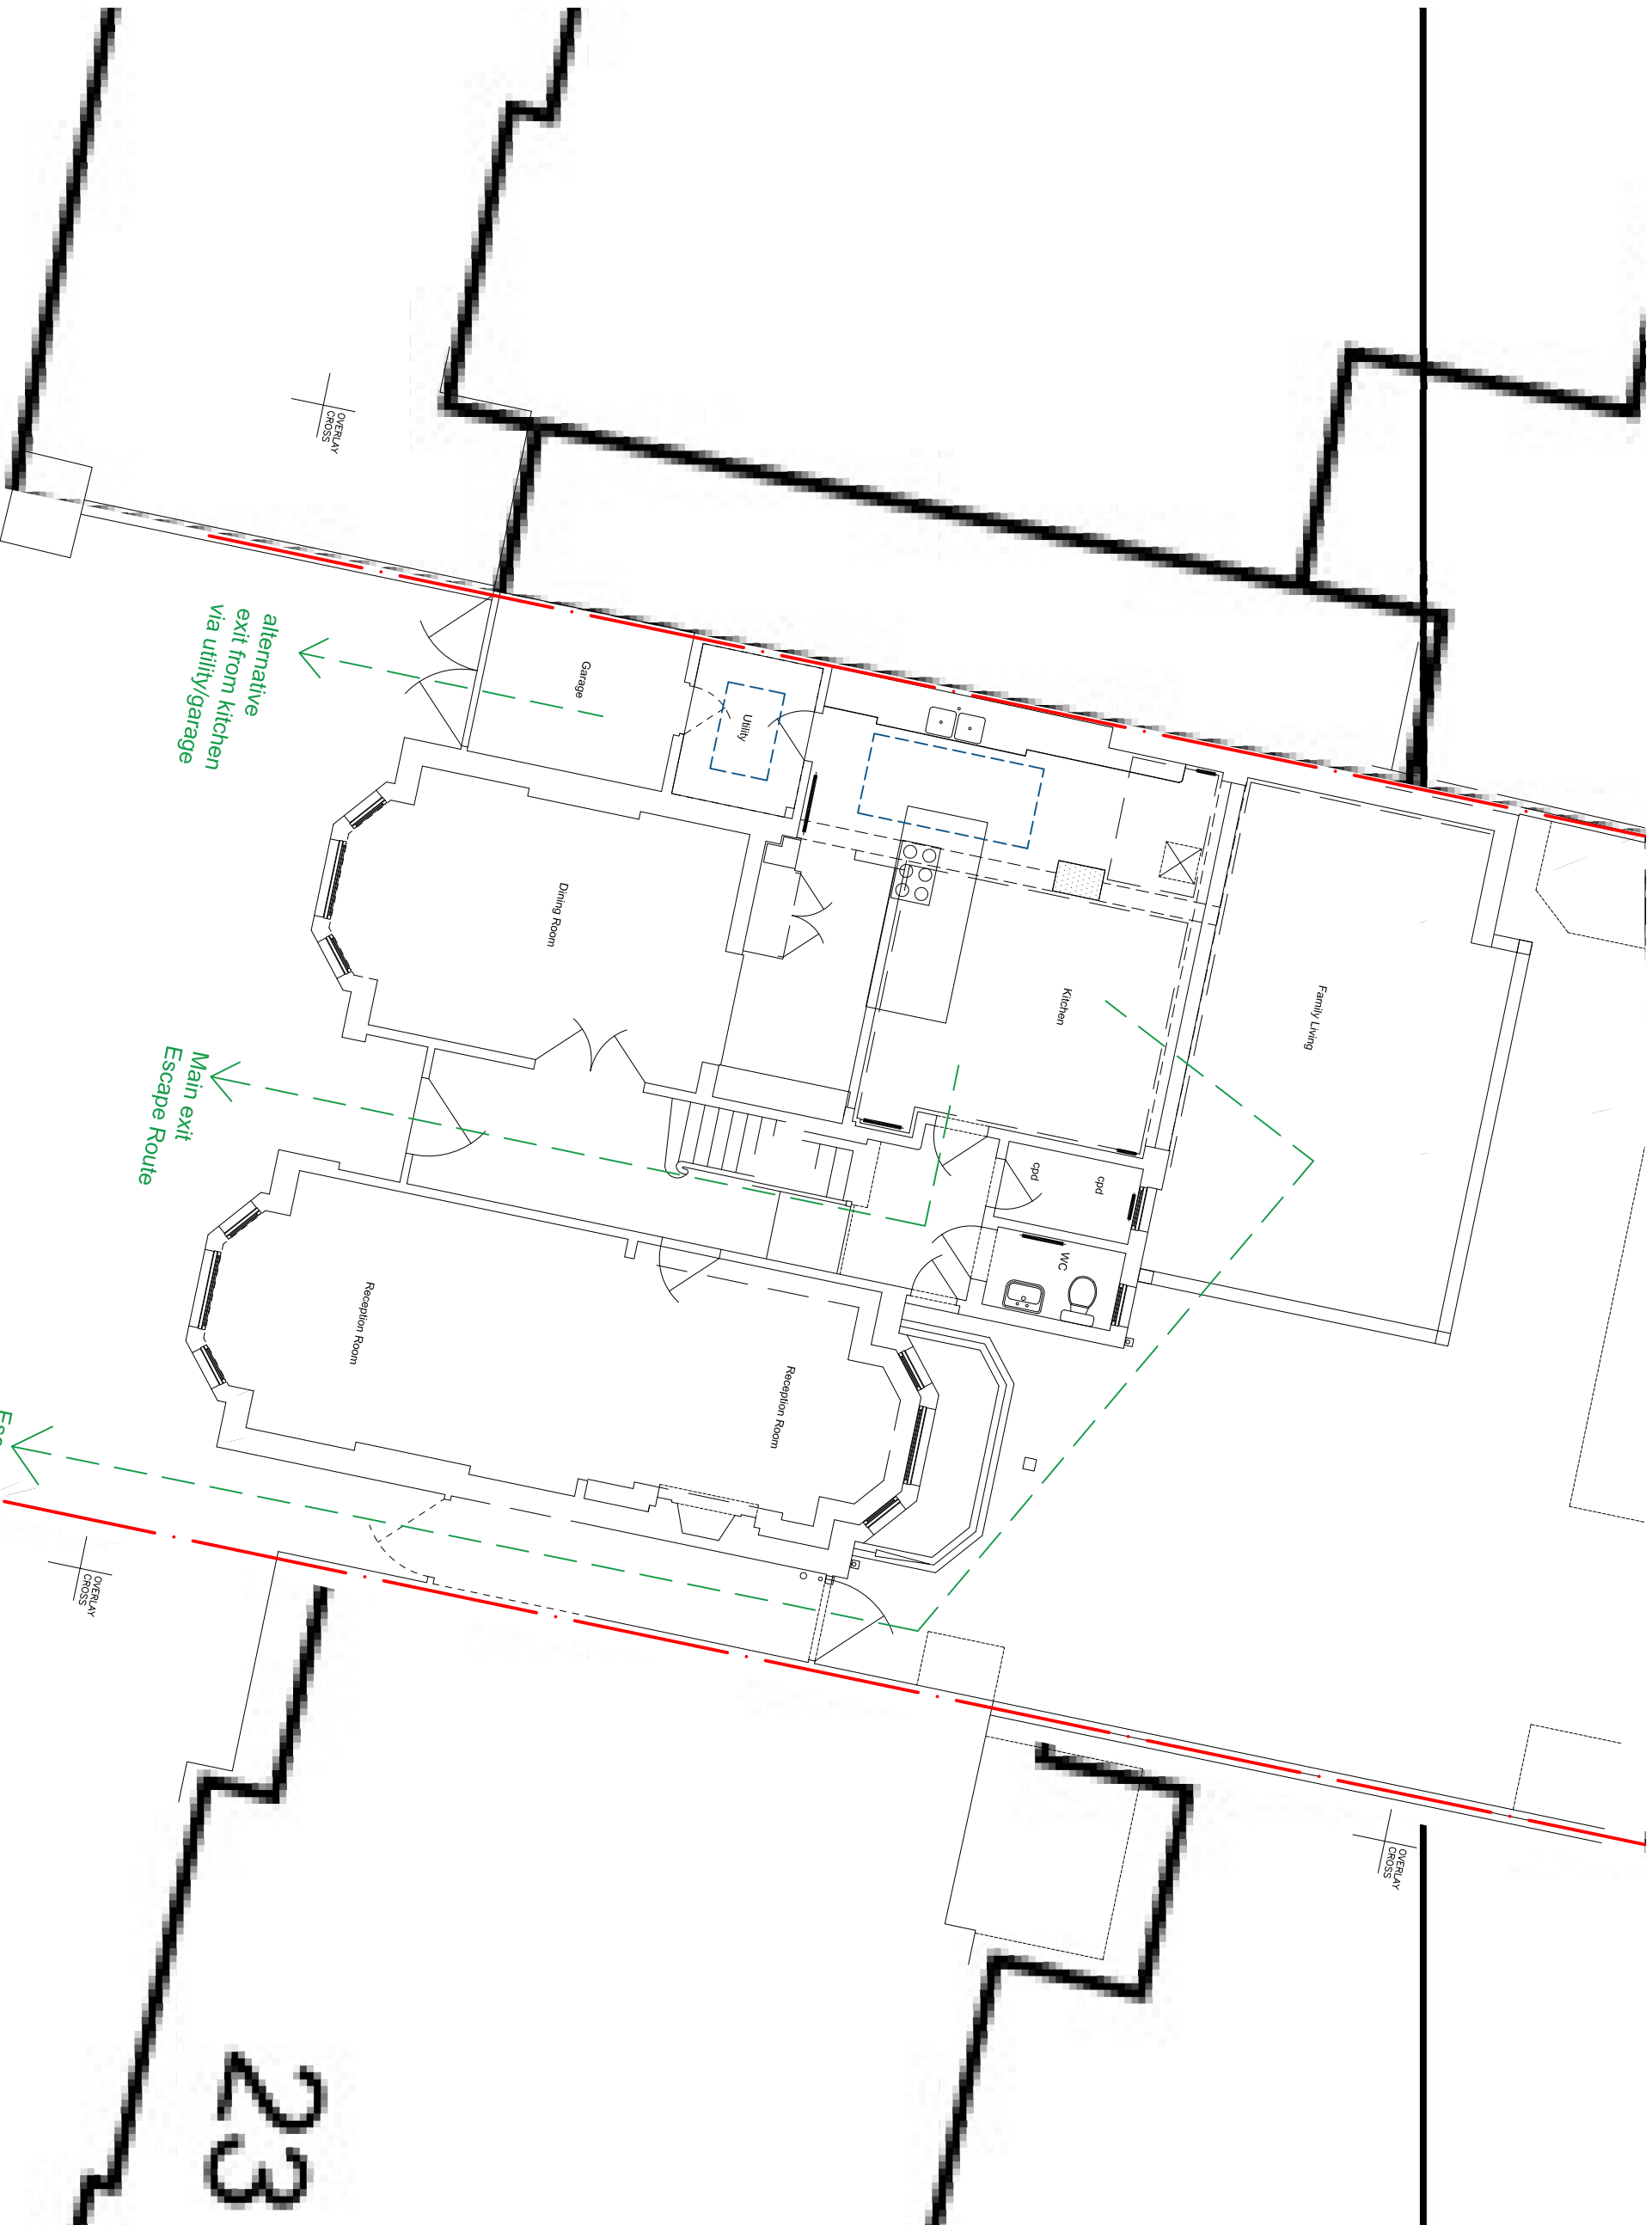 OVERLAY
CROSS
alternative
exit from kitchen
via utility/garage
Garage
Utility
Dining Room
Kitchen
Family Living
Main exit
Escape Route
cpd
cpd
WC
Reception Room
Reception Room
OVERLAY
CROSS
OVERLAY
CROSS
23